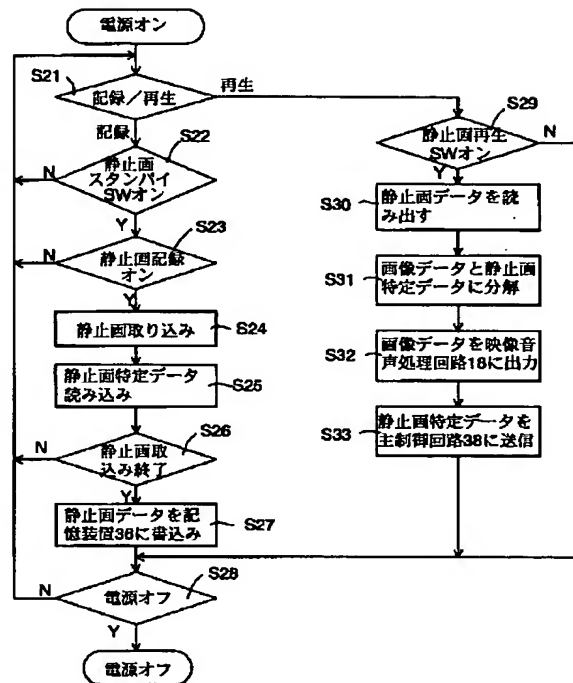 電源オン
S21
記録/再生
再生
記録
S22
静止画
スタンバイ
SWオン
N
Y
S23
静止画記録
オン
N
Y
静止画取り込み
S24
静止画特定データ
読み込み
S25
S26
静止画取
込み終了
N
Y
静止画データを記
憶装置36に書込み
S27
S28
電源オフ
N
Y
電源オフ
S29
静止画再生
SWオン
N
Y
S30
静止画データを読
み出す
S31
画像データと静止画
特定データに分解
S32
画像データを映像音
声処理回路18に出力
S33
静止画特定データを
主制御回路38に送信